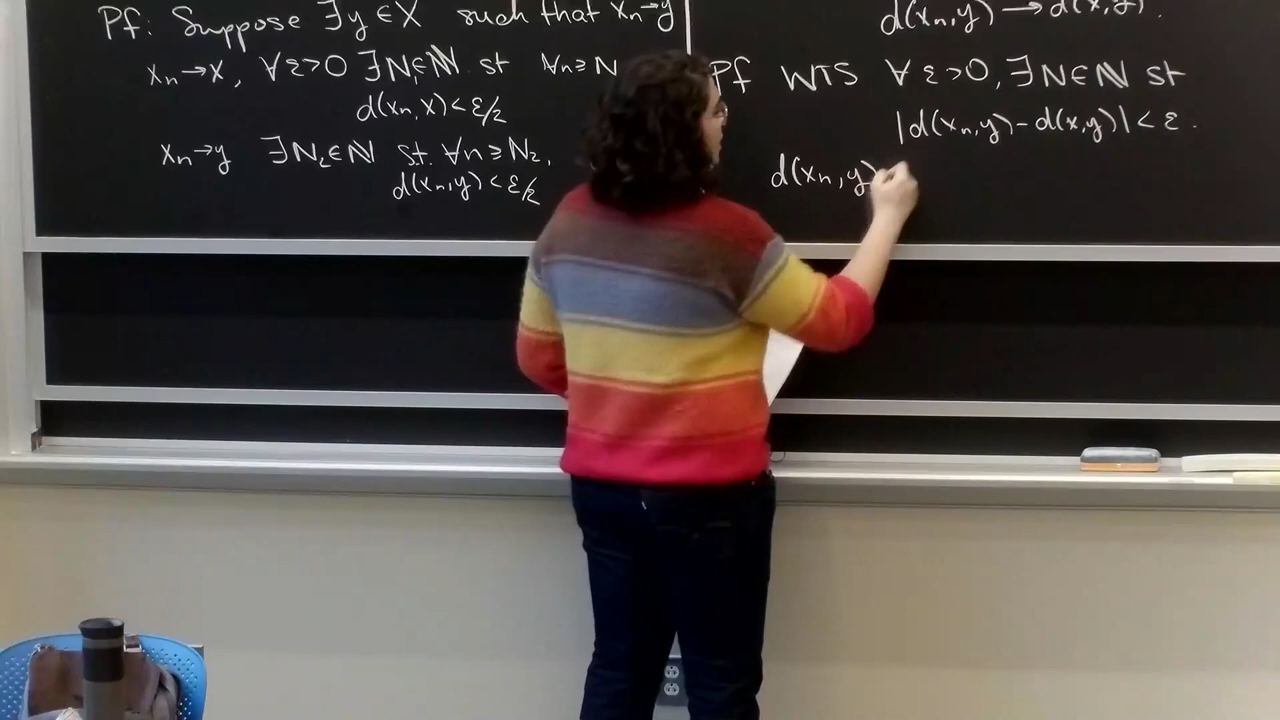 Pf: Suppose ∃y∈X such that xₙ→y
xₙ→x, ∀ε>0 ∃N₁∈ℕ st ∀n≥N
d(xₙ,x)<ε/2
xₙ→y ∃N₂∈ℕ st. ∀n≥N₂,
d(xₙ,y)<ε/2
d(xₙ,y)→d(x,y).
Pf WTS ∀ε>0, ∃N∈ℕ st
|d(xₙ,y)-d(x,y)|<ε.
d(xₙ,y)